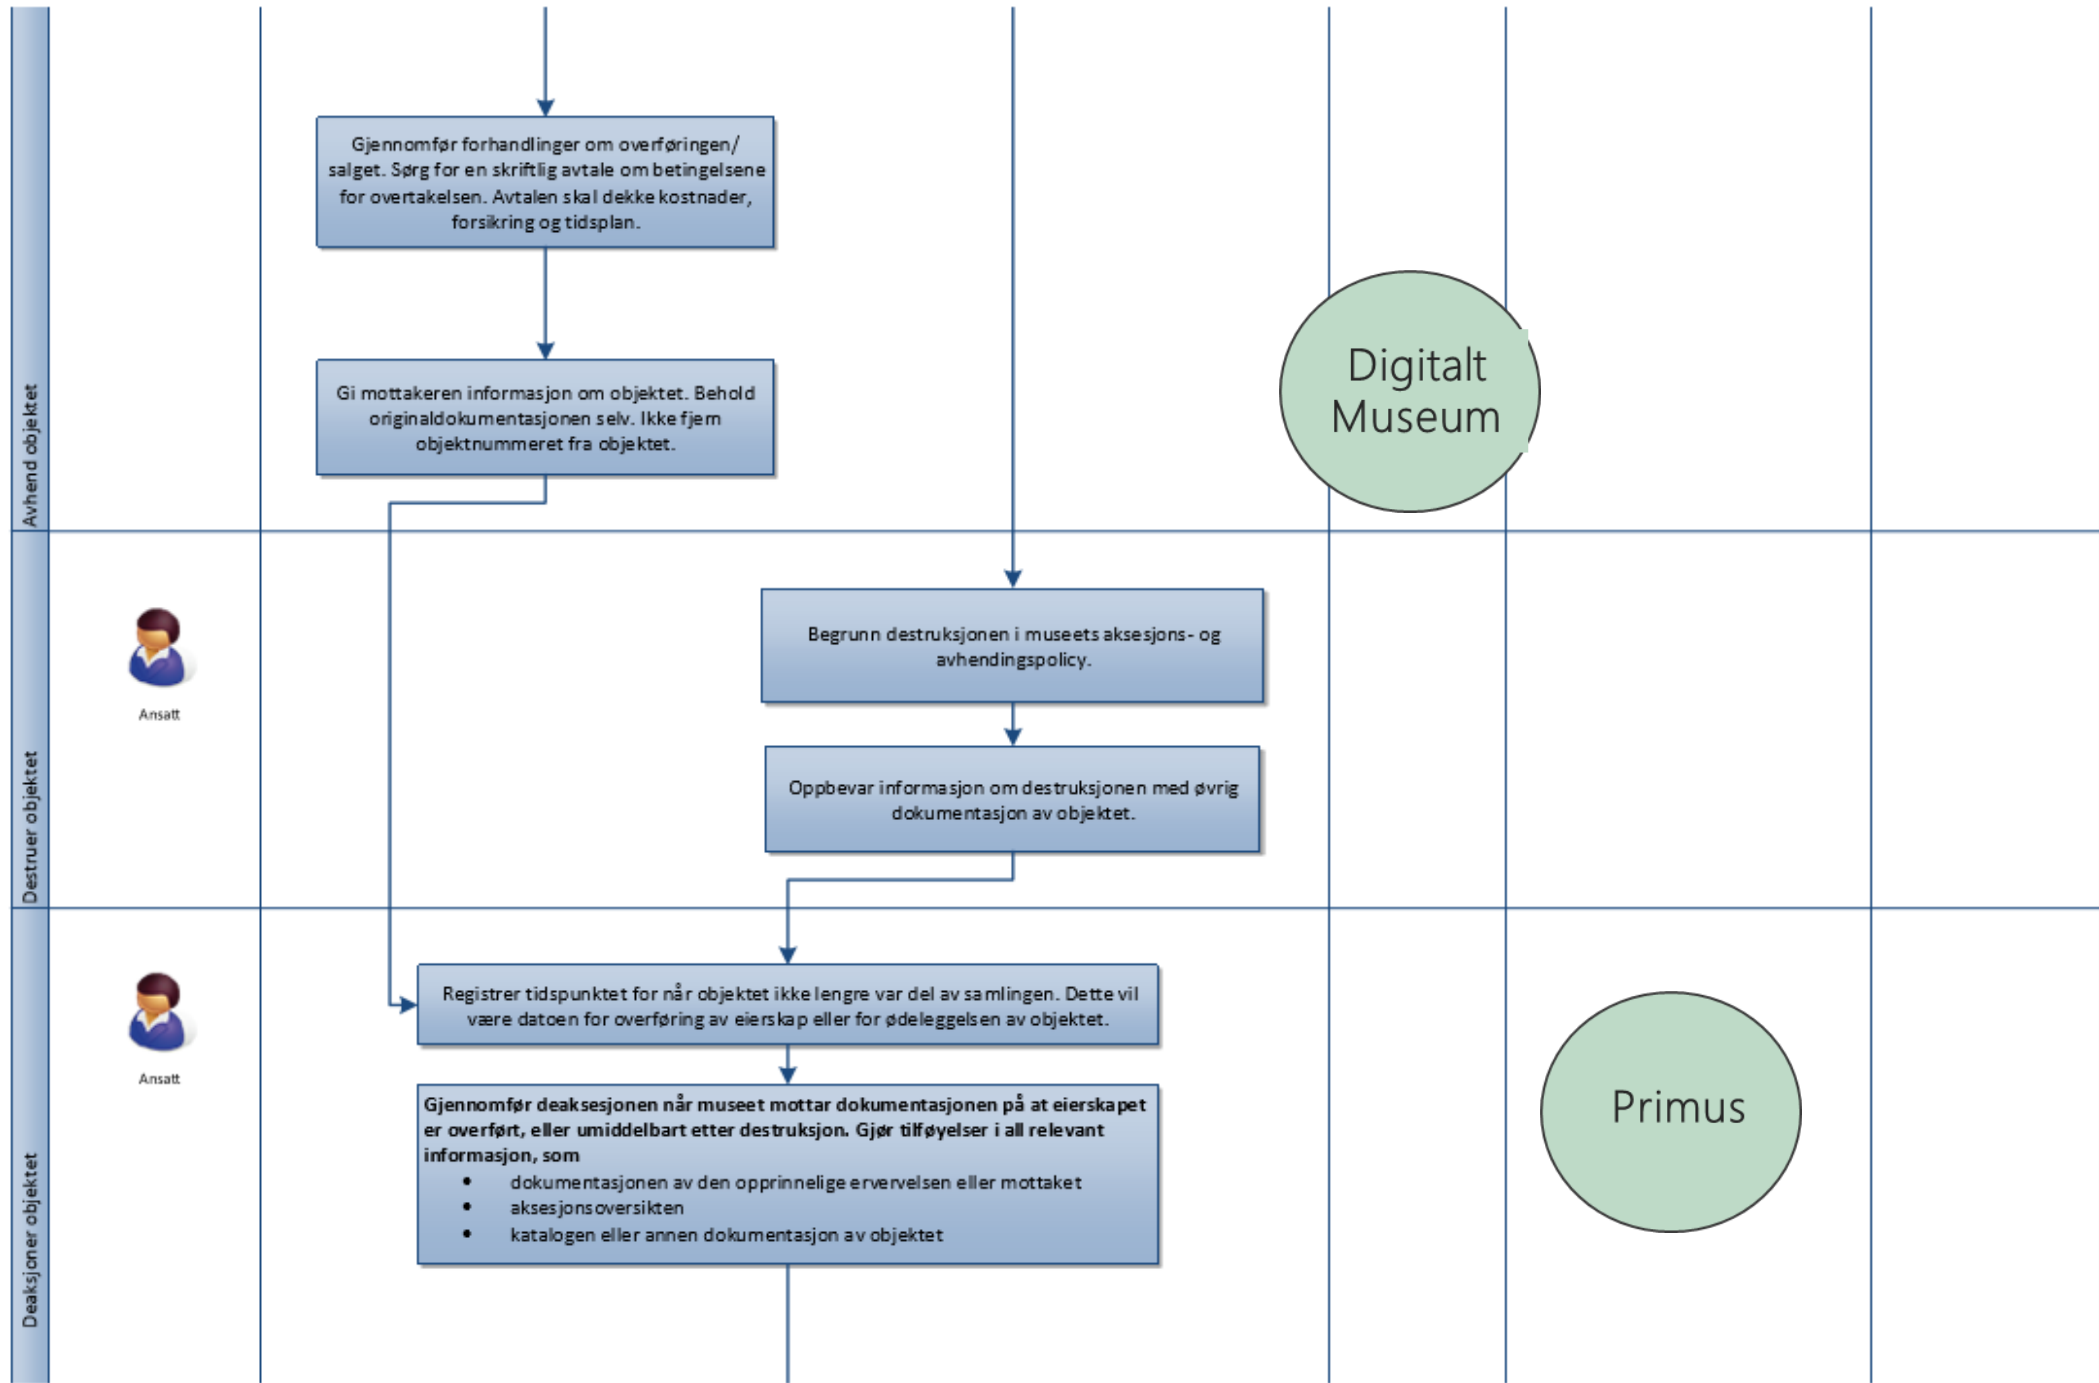 Gjennomfør forhandlinger om overføringen/
salget. Sørg for en skriftlig avtale om betingelsene
for overtakelsen. Avtalen skal dekke kostnader,
forsikring og tidsplan.
Digitalt
Museum
Gi mottakeren informasjon om objektet. Behold
originaldokumentasjonen selv. Ikke fjern
objektnummeret fra objektet.
Avhend objektet
Begrunn destruksjonen i museets aksesjons- og
avhendingspolicy.
Ansatt
Oppbevar informasjon om destruksjonen med øvrig
dokumentasjon av objektet.
Destruer objektet
Registrer tidspunktet for når objektet ikke lengre var del av samlingen. Dette vil
være datoen for overføring av eierskap eller for ødeleggelsen av objektet.
Ansatt
Gjennomfør deaksesjonen når museet mottar dokumentasjonen på at eierskapet
er overført, eller umiddelbart etter destruksjon. Gjør tilføyelser i all relevant
informasjon, som
• dokumentasjonen av den opprinnelige ervervelsen eller mottaket
• aksesjonsoversikten
• katalogen eller annen dokumentasjon av objektet
Primus
Deaksjoner objektet